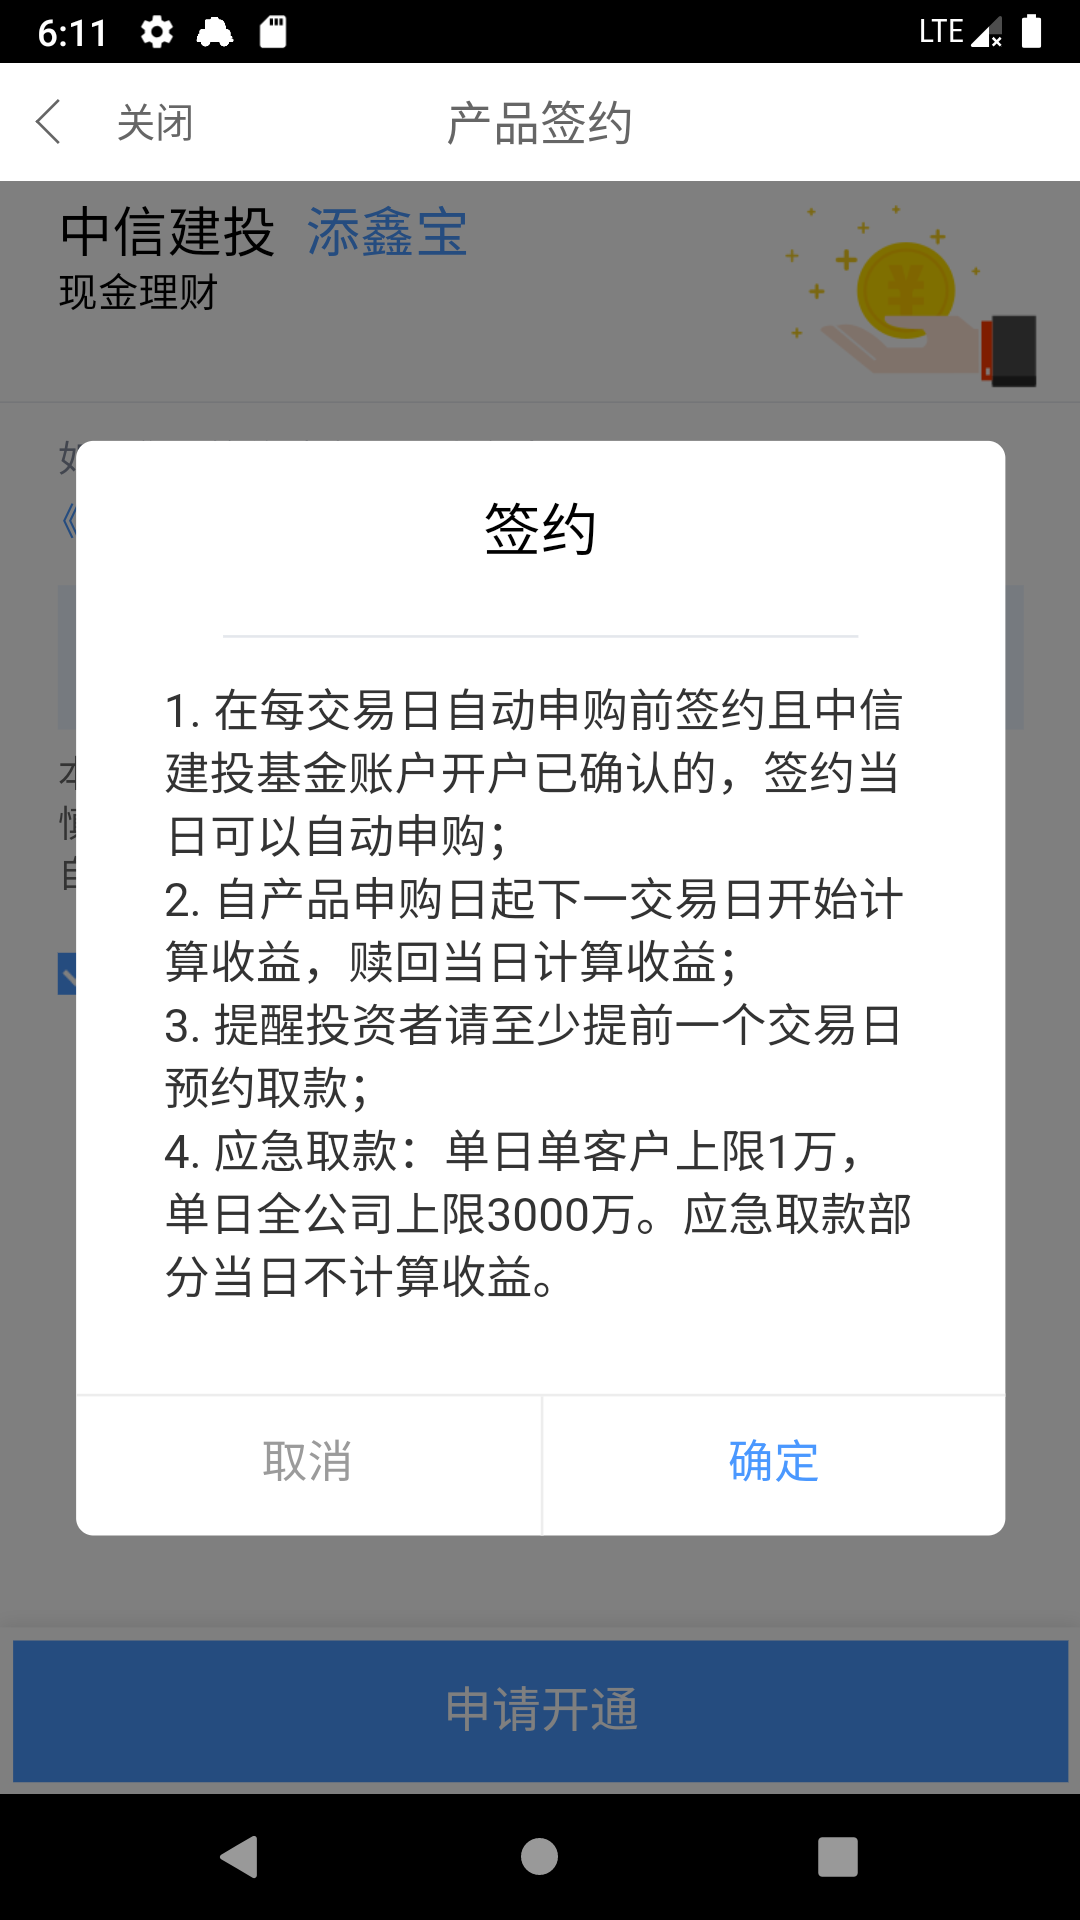 6:11 LTE
关闭 产品签约
中信建投 添鑫宝
现金理财
签约
1. 在每交易日自动申购前签约且中信
建投基金账户开户已确认的，签约当
日可以自动申购；
2. 自产品申购日起下一交易日开始计
算收益，赎回当日计算收益；
3. 提醒投资者请至少提前一个交易日
预约取款；
4. 应急取款：单日单客户上限1万，
单日全公司上限3000万。应急取款部
分当日不计算收益。
取消 确定
申请开通